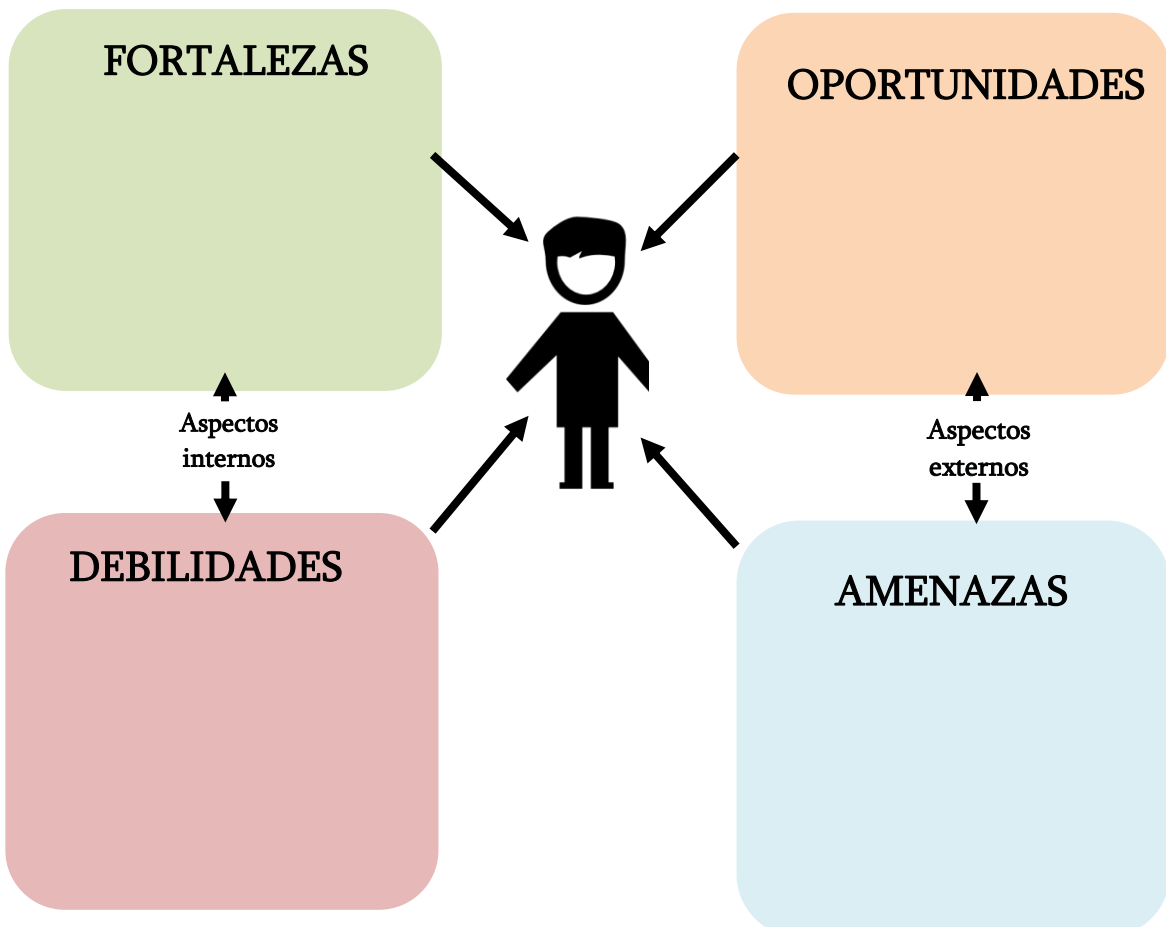 FORTALEZAS
OPORTUNIDADES
Aspectos
internos
Aspectos
externos
DEBILIDADES
AMENAZAS